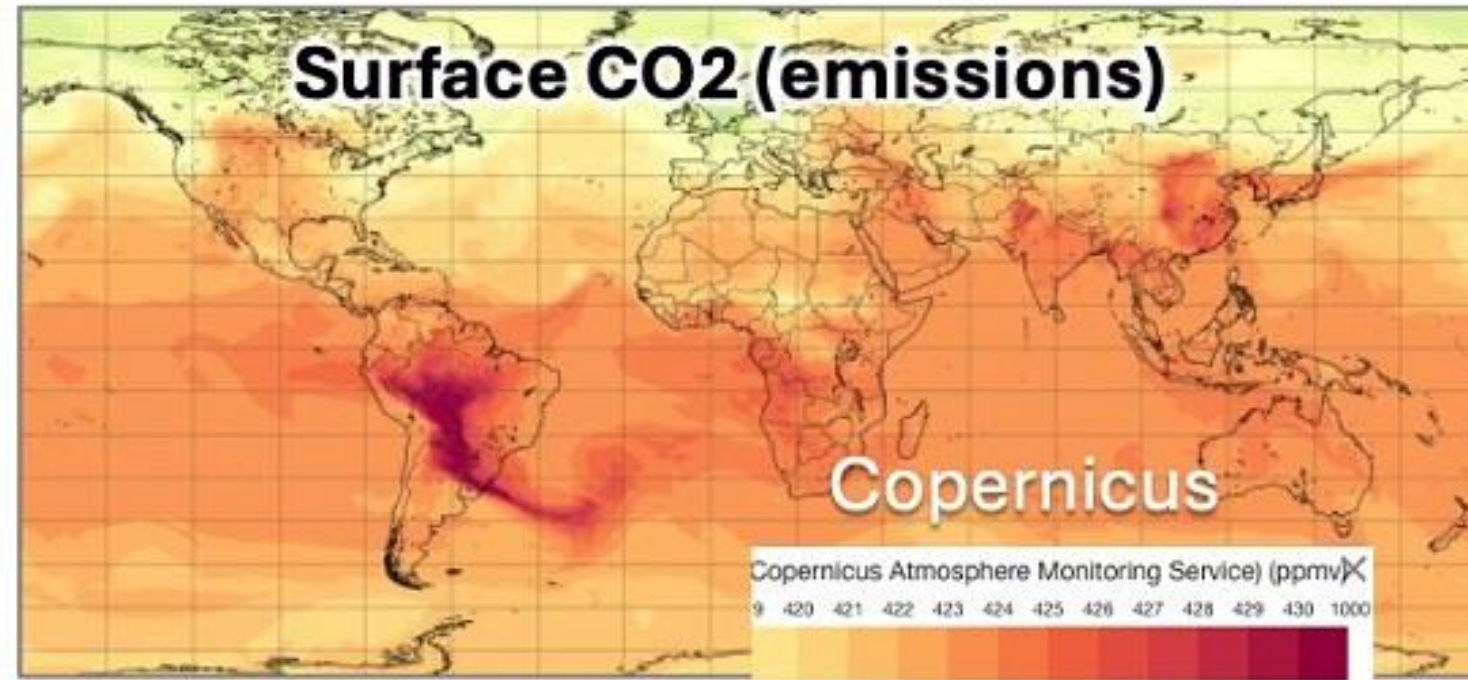 Surface CO2 (emissions)
Copernicus
Copernicus Atmosphere Monitoring Service) (ppmv)
9 420 421 422 423 424 425 426 427 428 429 430 1000